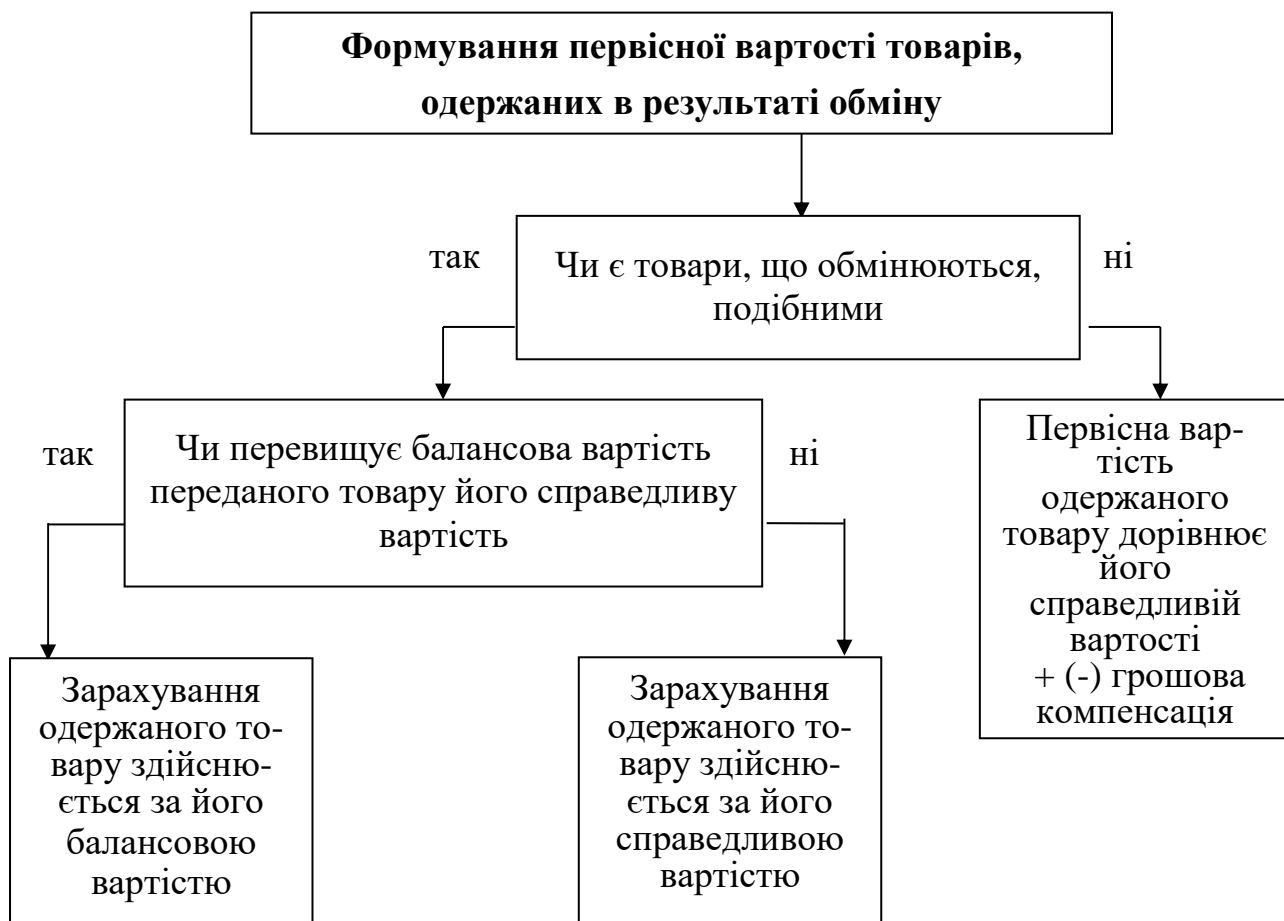 Формування первісної вартості товарів,
одержаних в результаті обміну
так
Чи є товари, що обмінюються,
подібними
ні
так
Чи перевищує балансова вартість
переданого товару його справедливу
вартість
ні
Первісна вар-
тість
одержаного
товару дорівнює
його
справедливій
вартості
+ (-) грошова
компенсація
Зарахування
одержаного то-
вару здійсню-
ється за його
балансовою
вартістю
Зарахування
одержаного то-
вару здійсню-
ється за його
справедливою
вартістю